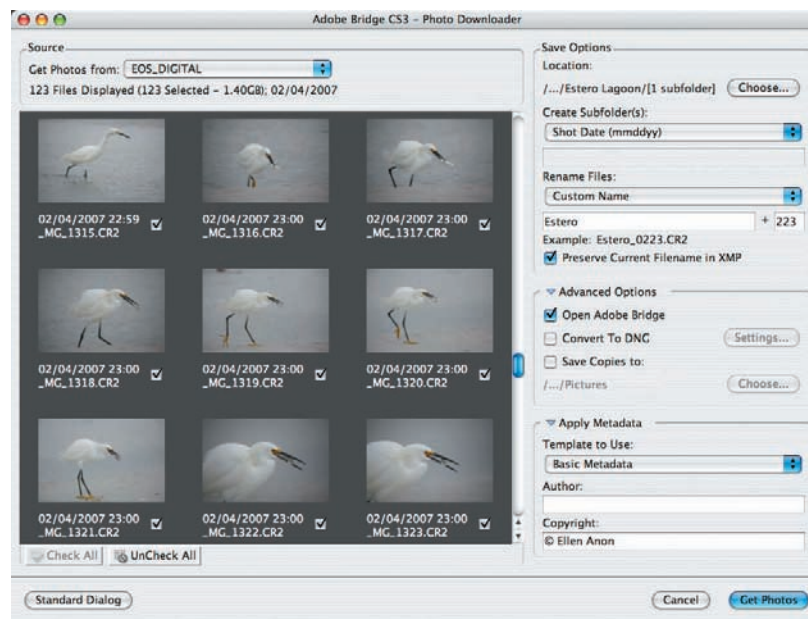 Adobe Bridge CS3 – Photo Downloader
Source
Get Photos from: EOS_DIGITAL
123 Files Displayed (123 Selected – 1.40GB); 02/04/2007
02/04/2007 22:59
_MG_1315.CR2
02/04/2007 23:00
_MG_1316.CR2
02/04/2007 23:00
_MG_1317.CR2
02/04/2007 23:00
_MG_1318.CR2
02/04/2007 23:00
_MG_1319.CR2
02/04/2007 23:00
_MG_1320.CR2
02/04/2007 23:00
_MG_1321.CR2
02/04/2007 23:00
_MG_1322.CR2
02/04/2007 23:00
_MG_1323.CR2
Check All UnCheck All
Standard Dialog
Save Options
Location:
/.../Estero Lagoon/[1 subfolder] Choose...
Create Subfolder(s):
Shot Date (mmddyy)
Rename Files:
Custom Name
Estero + 223
Example: Estero_0223.CR2
Preserve Current Filename in XMP
Advanced Options
Open Adobe Bridge
Convert To DNG Settings...
Save Copies to:
/.../Pictures Choose...
Apply Metadata
Template to Use:
Basic Metadata
Author:
Copyright:
© Ellen Anon
Cancel Get Photos